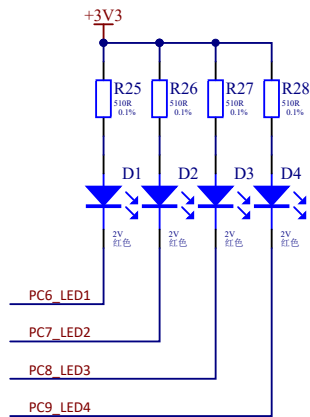 +3V3
R25 R26 R27 R28
510R 510R 510R 510R
0.1% 0.1% 0.1% 0.1%
D1 D2 D3 D4
2V 2V 2V 2V
红色 红色 红色 红色
PC6_LED1
PC7_LED2
PC8_LED3
PC9_LED4